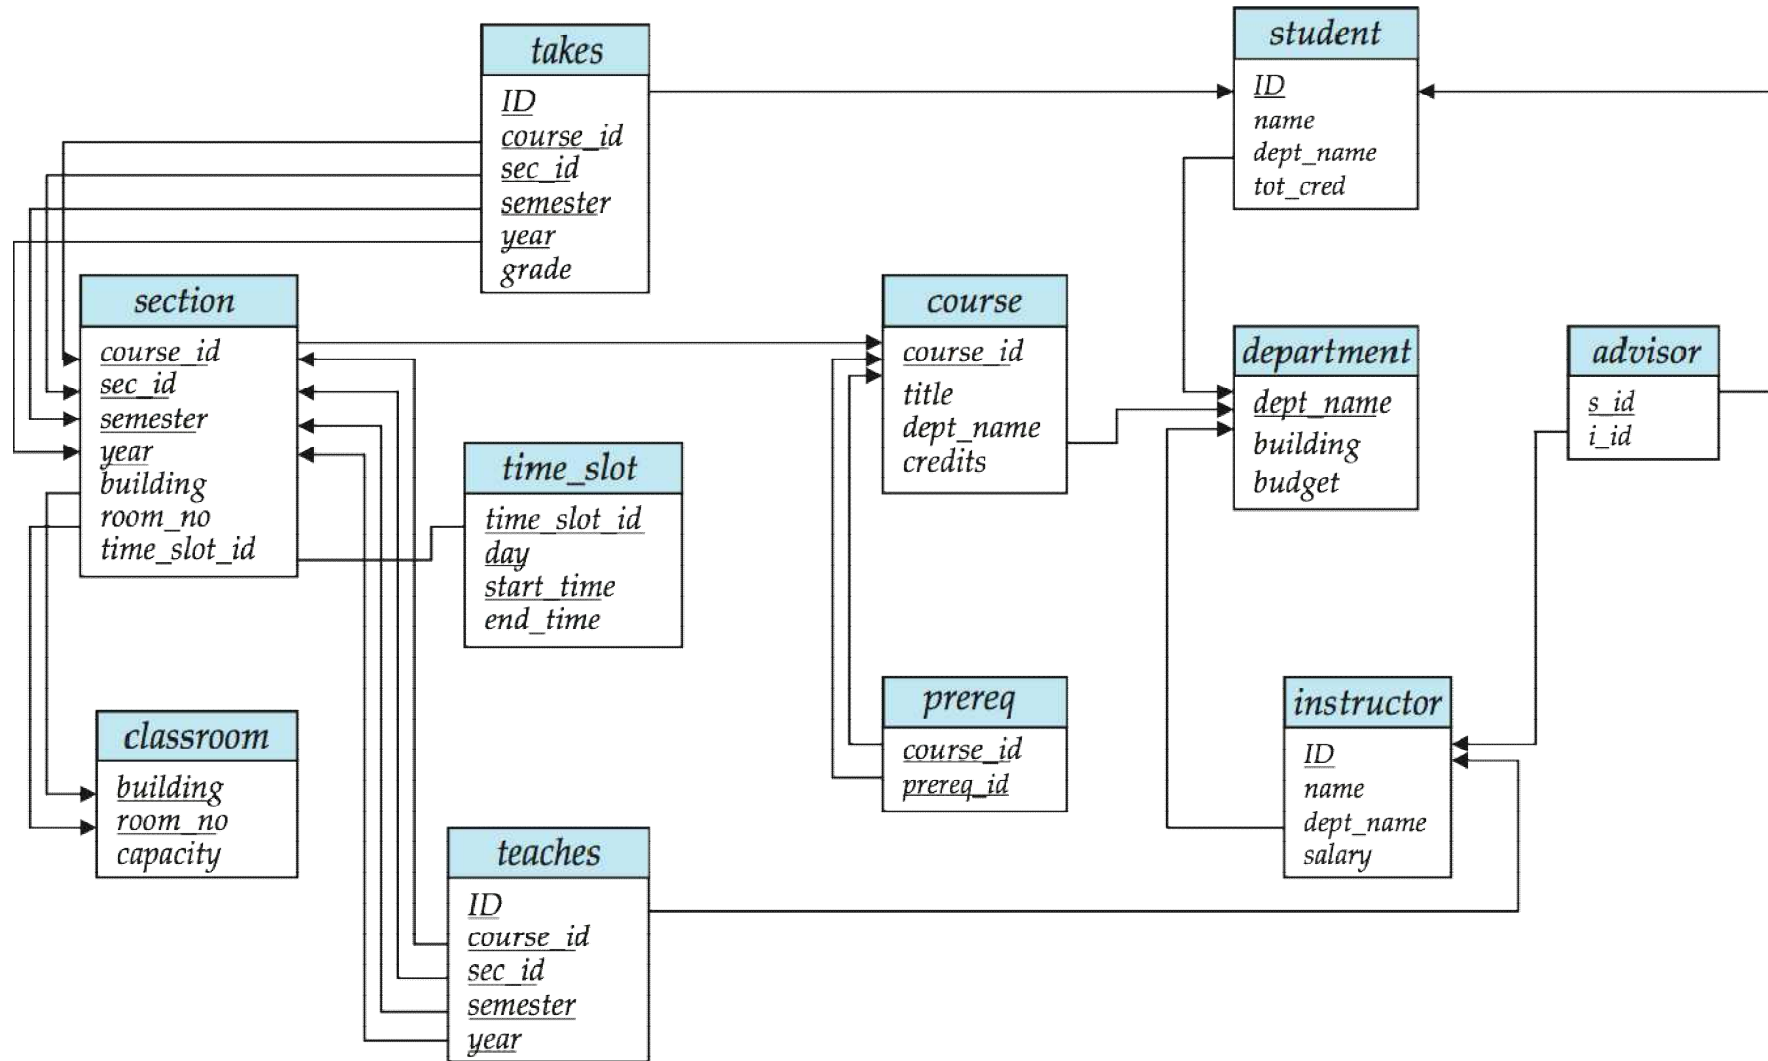 takes
ID
course_id
sec_id
semester
year
grade
student
ID
name
dept_name
tot_cred
section
course_id
sec_id
semester
year
building
room_no
time_slot_id
course
course_id
title
dept_name
credits
department
dept_name
building
budget
advisor
s_id
i_id
time_slot
time_slot_id
day
start_time
end_time
prereq
course_id
prereq_id
instructor
ID
name
dept_name
salary
classroom
building
room_no
capacity
teaches
ID
course_id
sec_id
semester
year